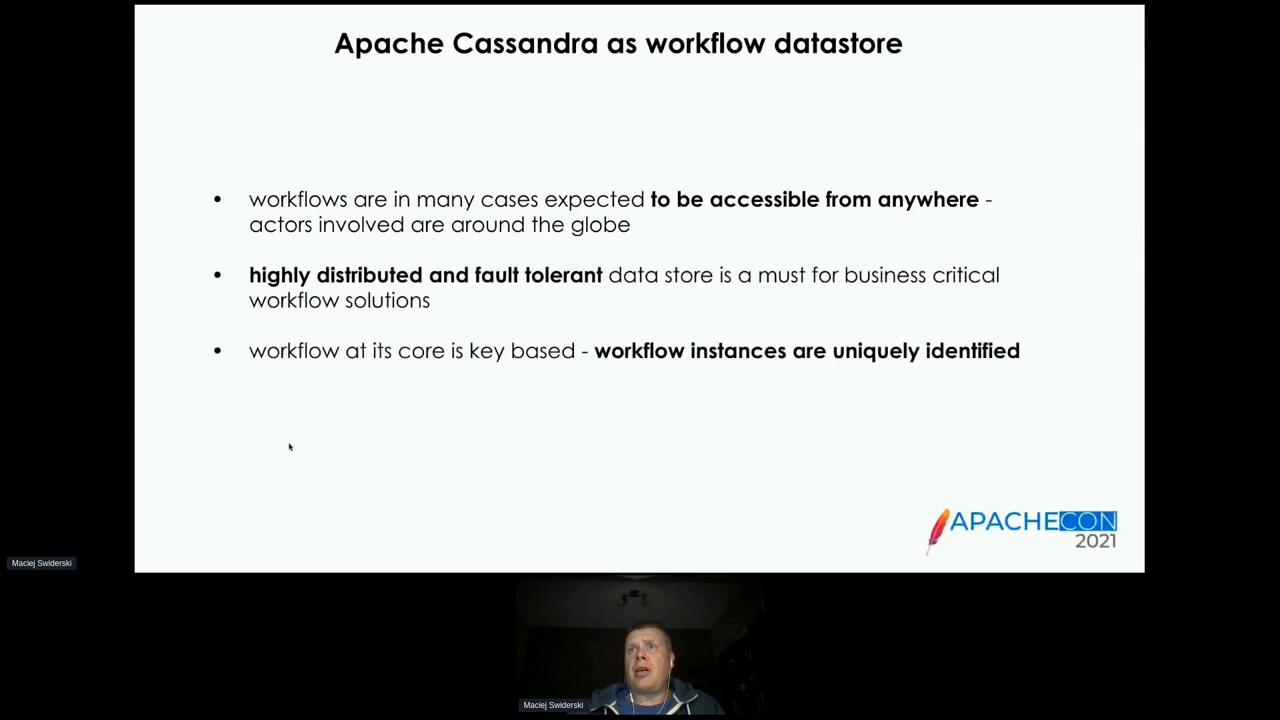 Apache Cassandra as workflow datastore
• workflows are in many cases expected to be accessible from anywhere -
actors involved are around the globe
• highly distributed and fault tolerant data store is a must for business critical
workflow solutions
• workflow at its core is key based - workflow instances are uniquely identified
APACHECON
2021
Maciej Swiderski
Maciej Swiderski